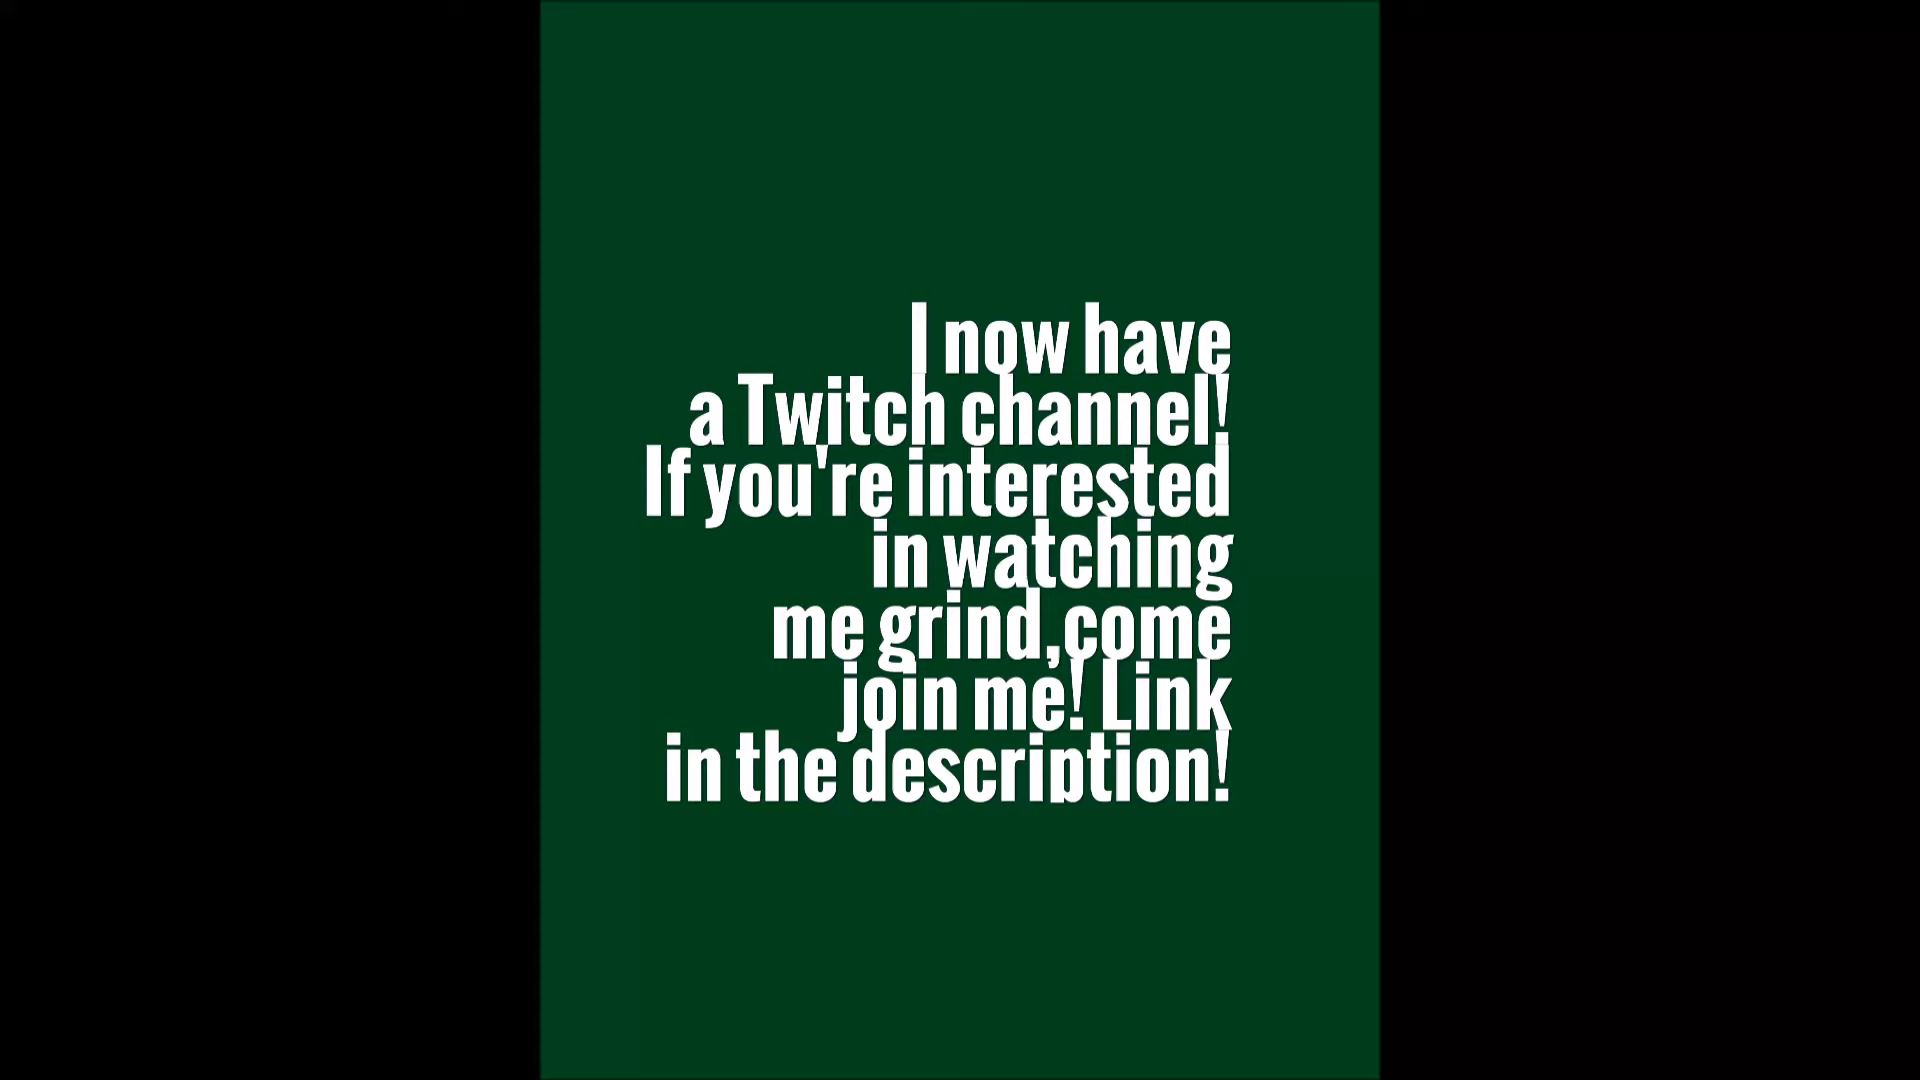 I now have
a Twitch channel!
If you're interested
in watching
me grind,come
join me! Link
in the description!